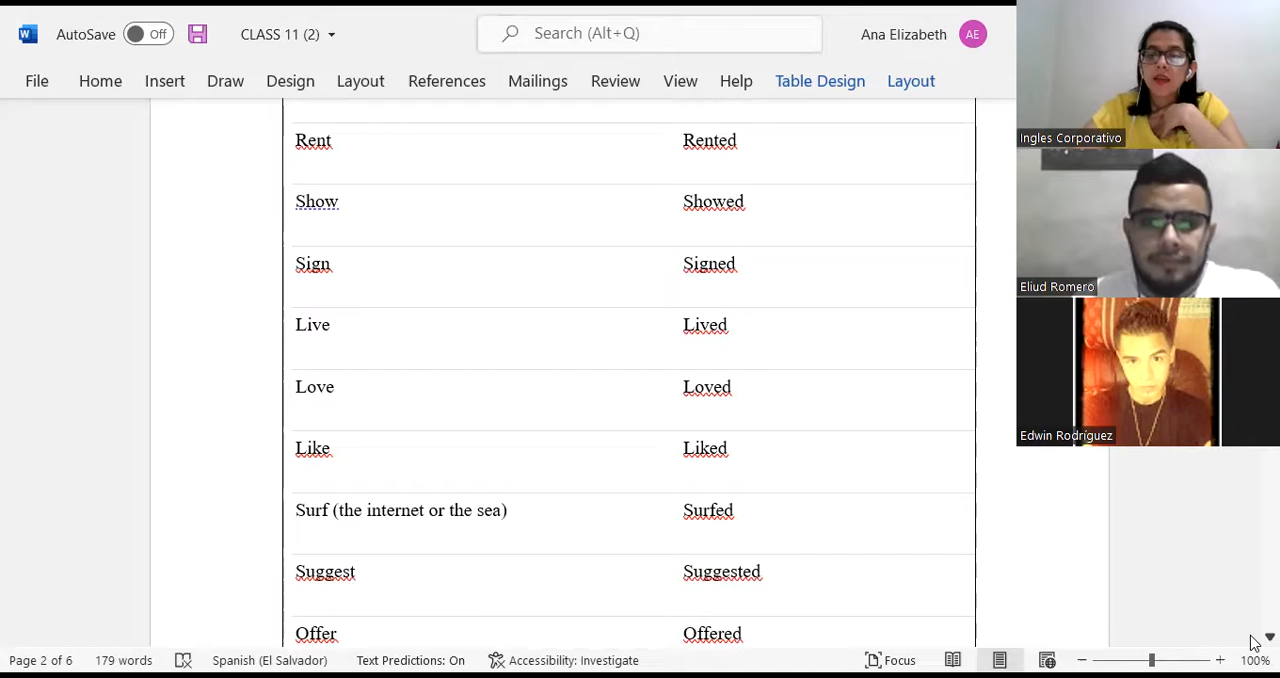 AutoSave Off CLASS 11 (2) Search (Alt+Q) Ana Elizabeth AE
File Home Insert Draw Design Layout References Mailings Review View Help Table Design Layout
Rent Rented
Show Showed
Sign Signed
Live Lived
Love Loved
Like Liked
Surf (the internet or the sea) Surfed
Suggest Suggested
Offer Offered
Page 2 of 6 179 words Spanish (El Salvador) Text Predictions: On Accessibility: Investigate Focus 100%
Ingles Corporativo
Eliud Romero
Edwin Rodríguez